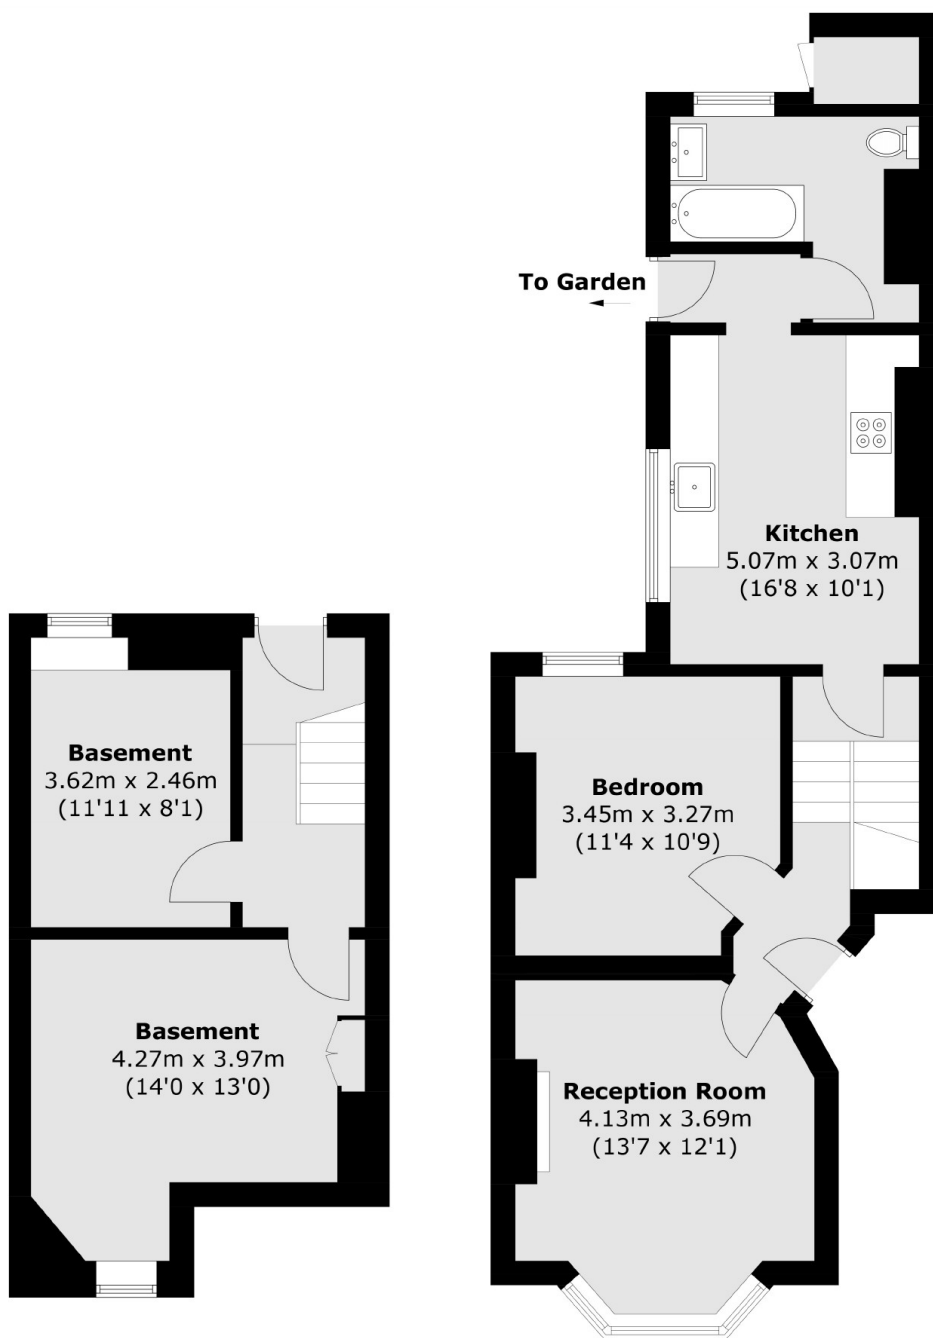 To Garden
Kitchen
5.07m x 3.07m
(16'8 x 10'1)
Basement
3.62m x 2.46m
(11'11 x 8'1)
Bedroom
3.45m x 3.27m
(11'4 x 10'9)
Basement
4.27m x 3.97m
(14'0 x 13'0)
Reception Room
4.13m x 3.69m
(13'7 x 12'1)